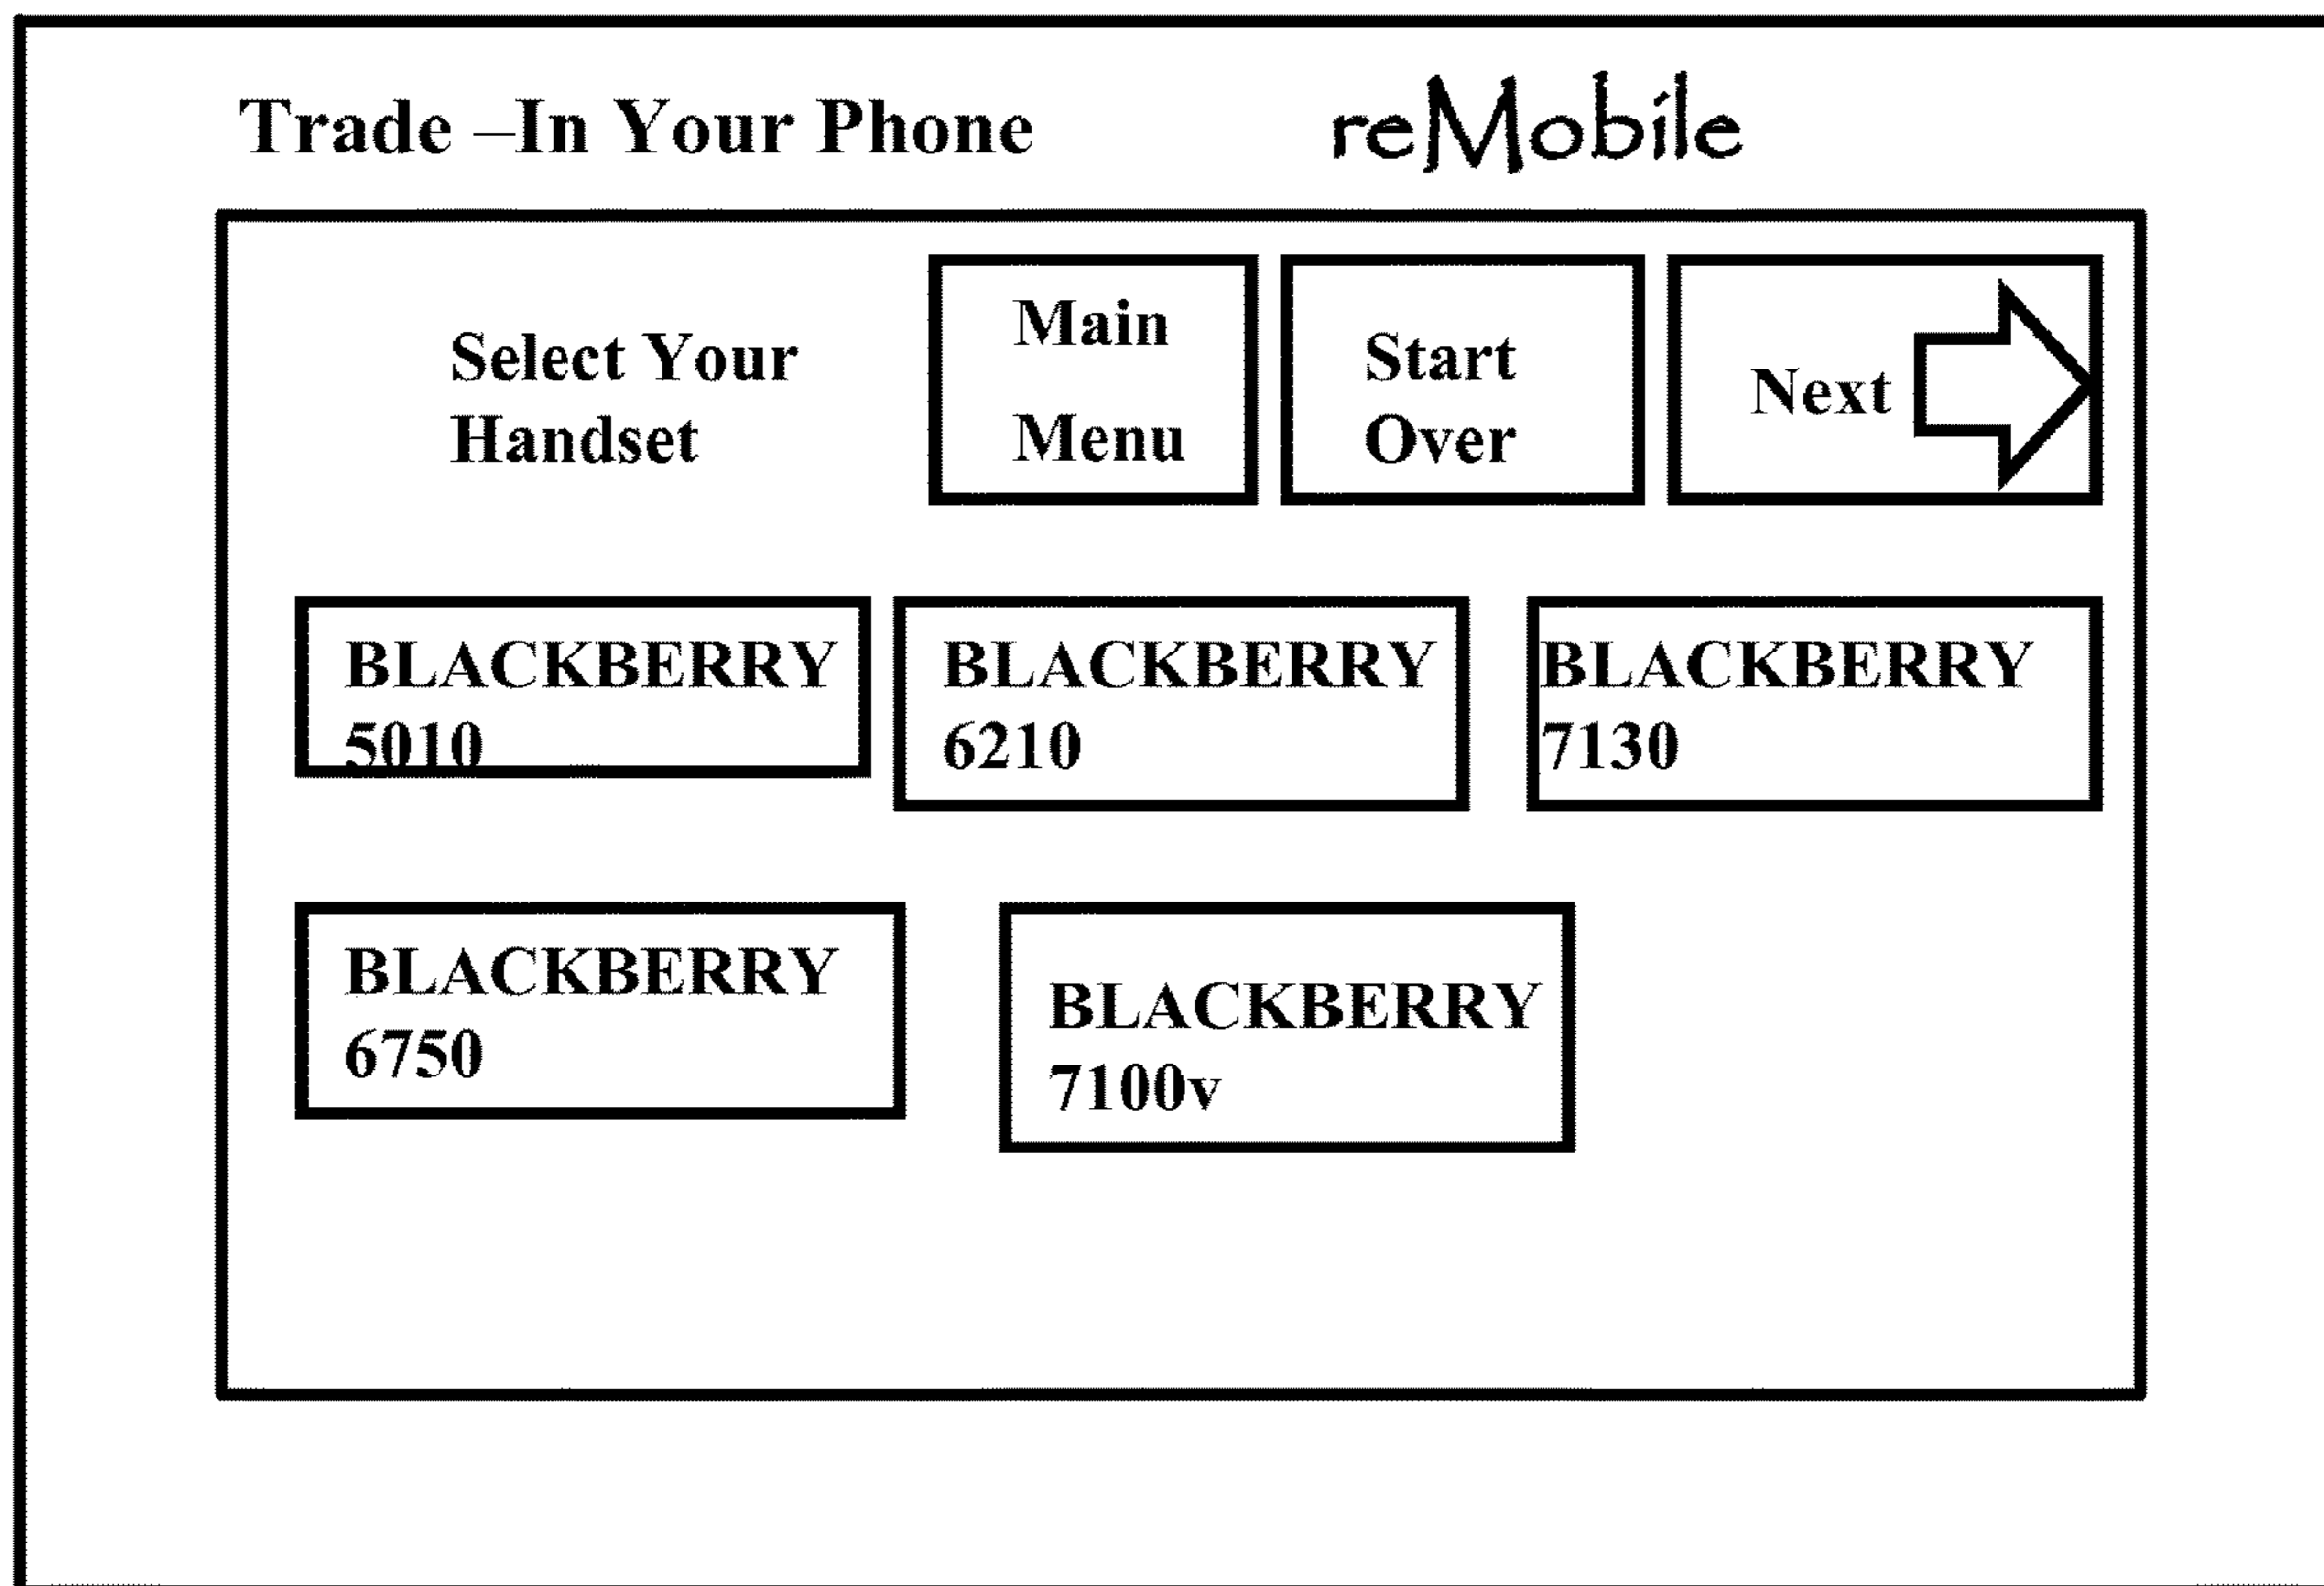 Trade –In Your Phone
reMobile
Select Your
Handset
Main
Menu
Start
Over
Next
BLACKBERRY
5010
BLACKBERRY
6210
BLACKBERRY
7130
BLACKBERRY
6750
BLACKBERRY
7100v